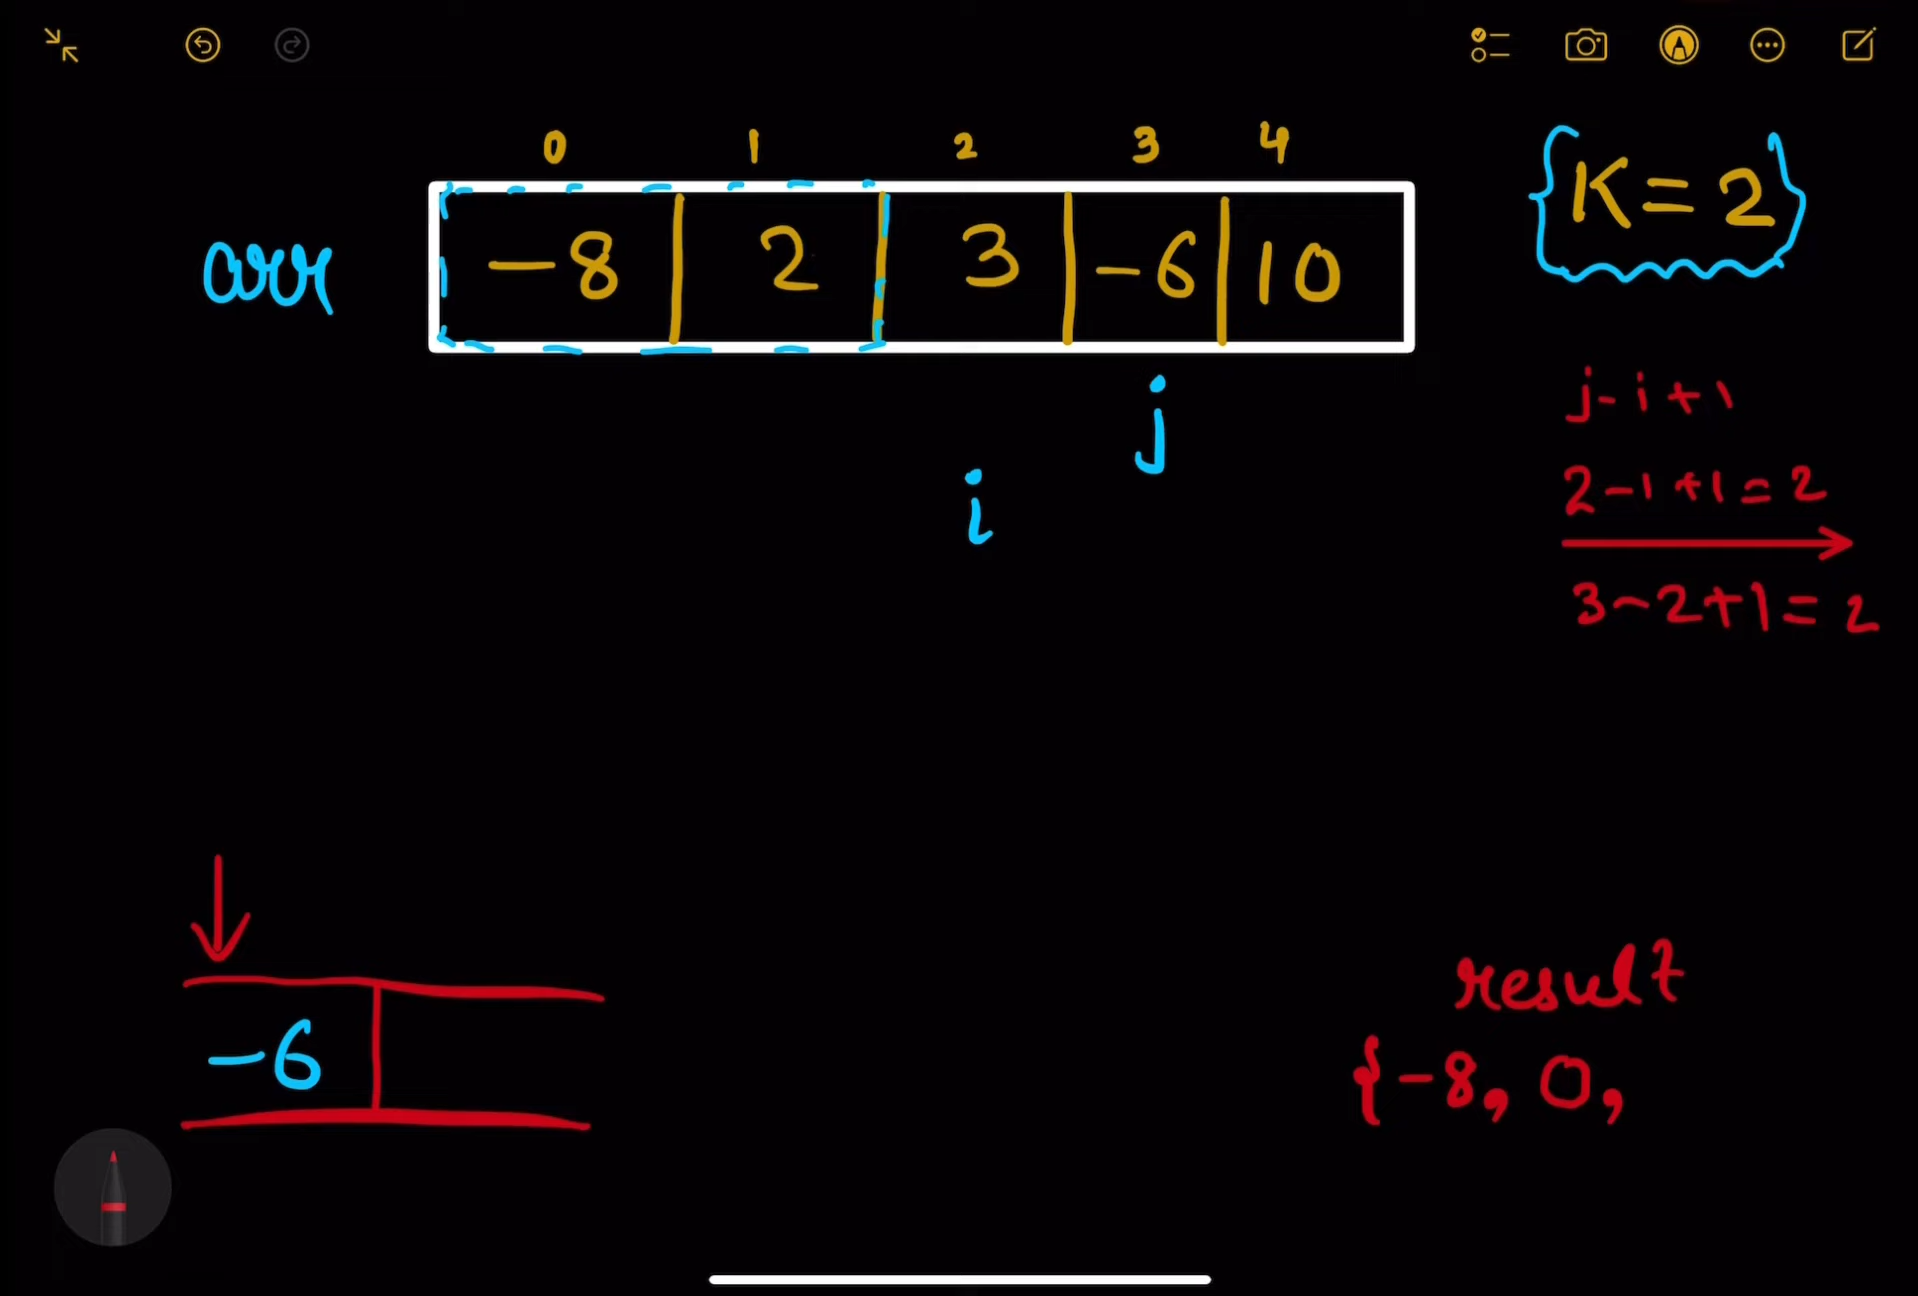 0 1 2 3 4
arr -8 2 3 -6 10
K=2
j
i
j-i+1
2-1+1=2
3-2+1=2
-6
result
{-8, 0,